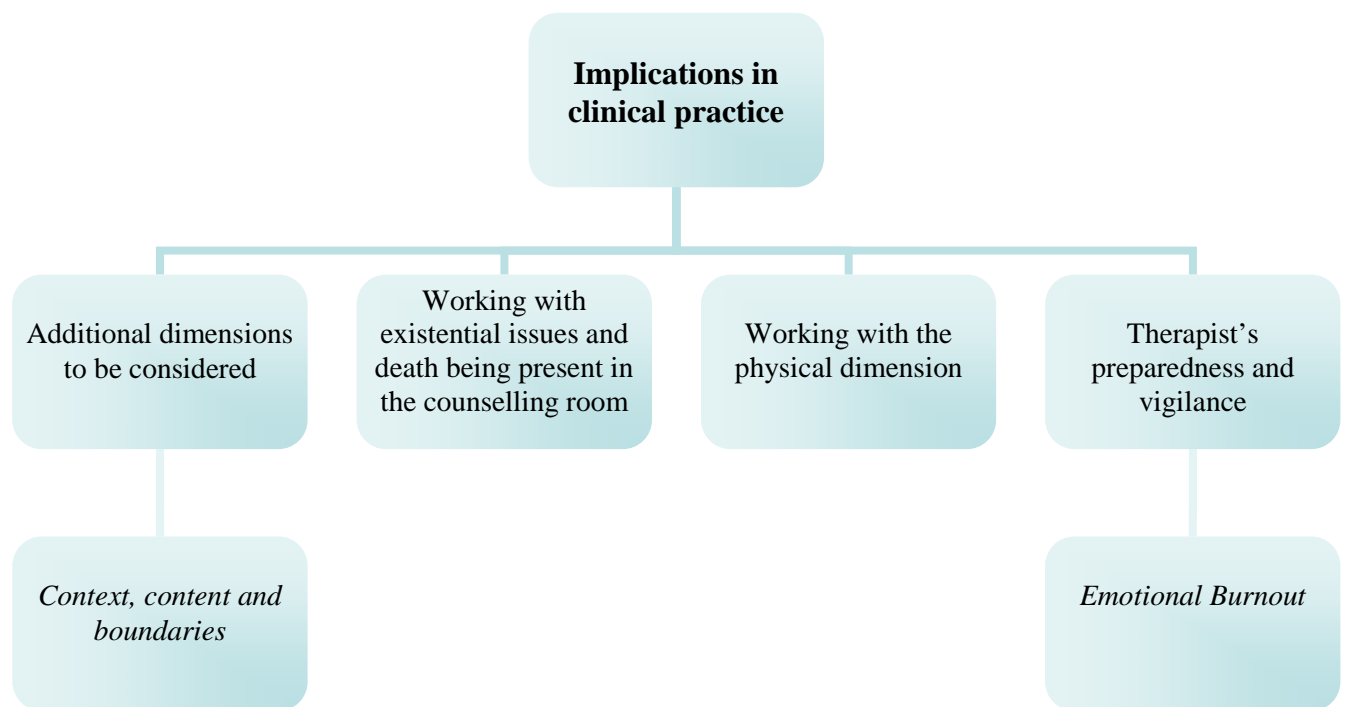 Implications in
clinical practice
Additional dimensions
to be considered
Working with
existential issues and
death being present in
the counselling room
Working with the
physical dimension
Therapist’s
preparedness and
vigilance
Context, content and
boundaries
Emotional Burnout